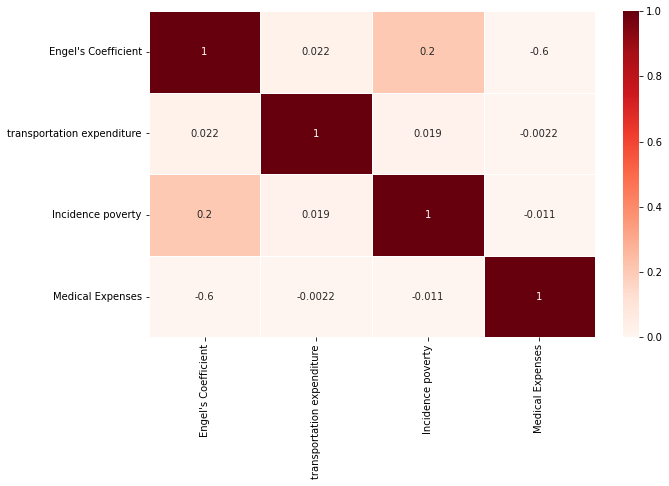 Engel's Coefficient 1 0.022 0.2 -0.6
transportation expenditure 0.022 1 0.019 -0.0022
Incidence poverty 0.2 0.019 1 -0.011
Medical Expenses -0.6 -0.0022 -0.011 1
Engel's Coefficient
transportation expenditure
Incidence poverty
Medical Expenses
1.0
0.8
0.6
0.4
0.2
0.0